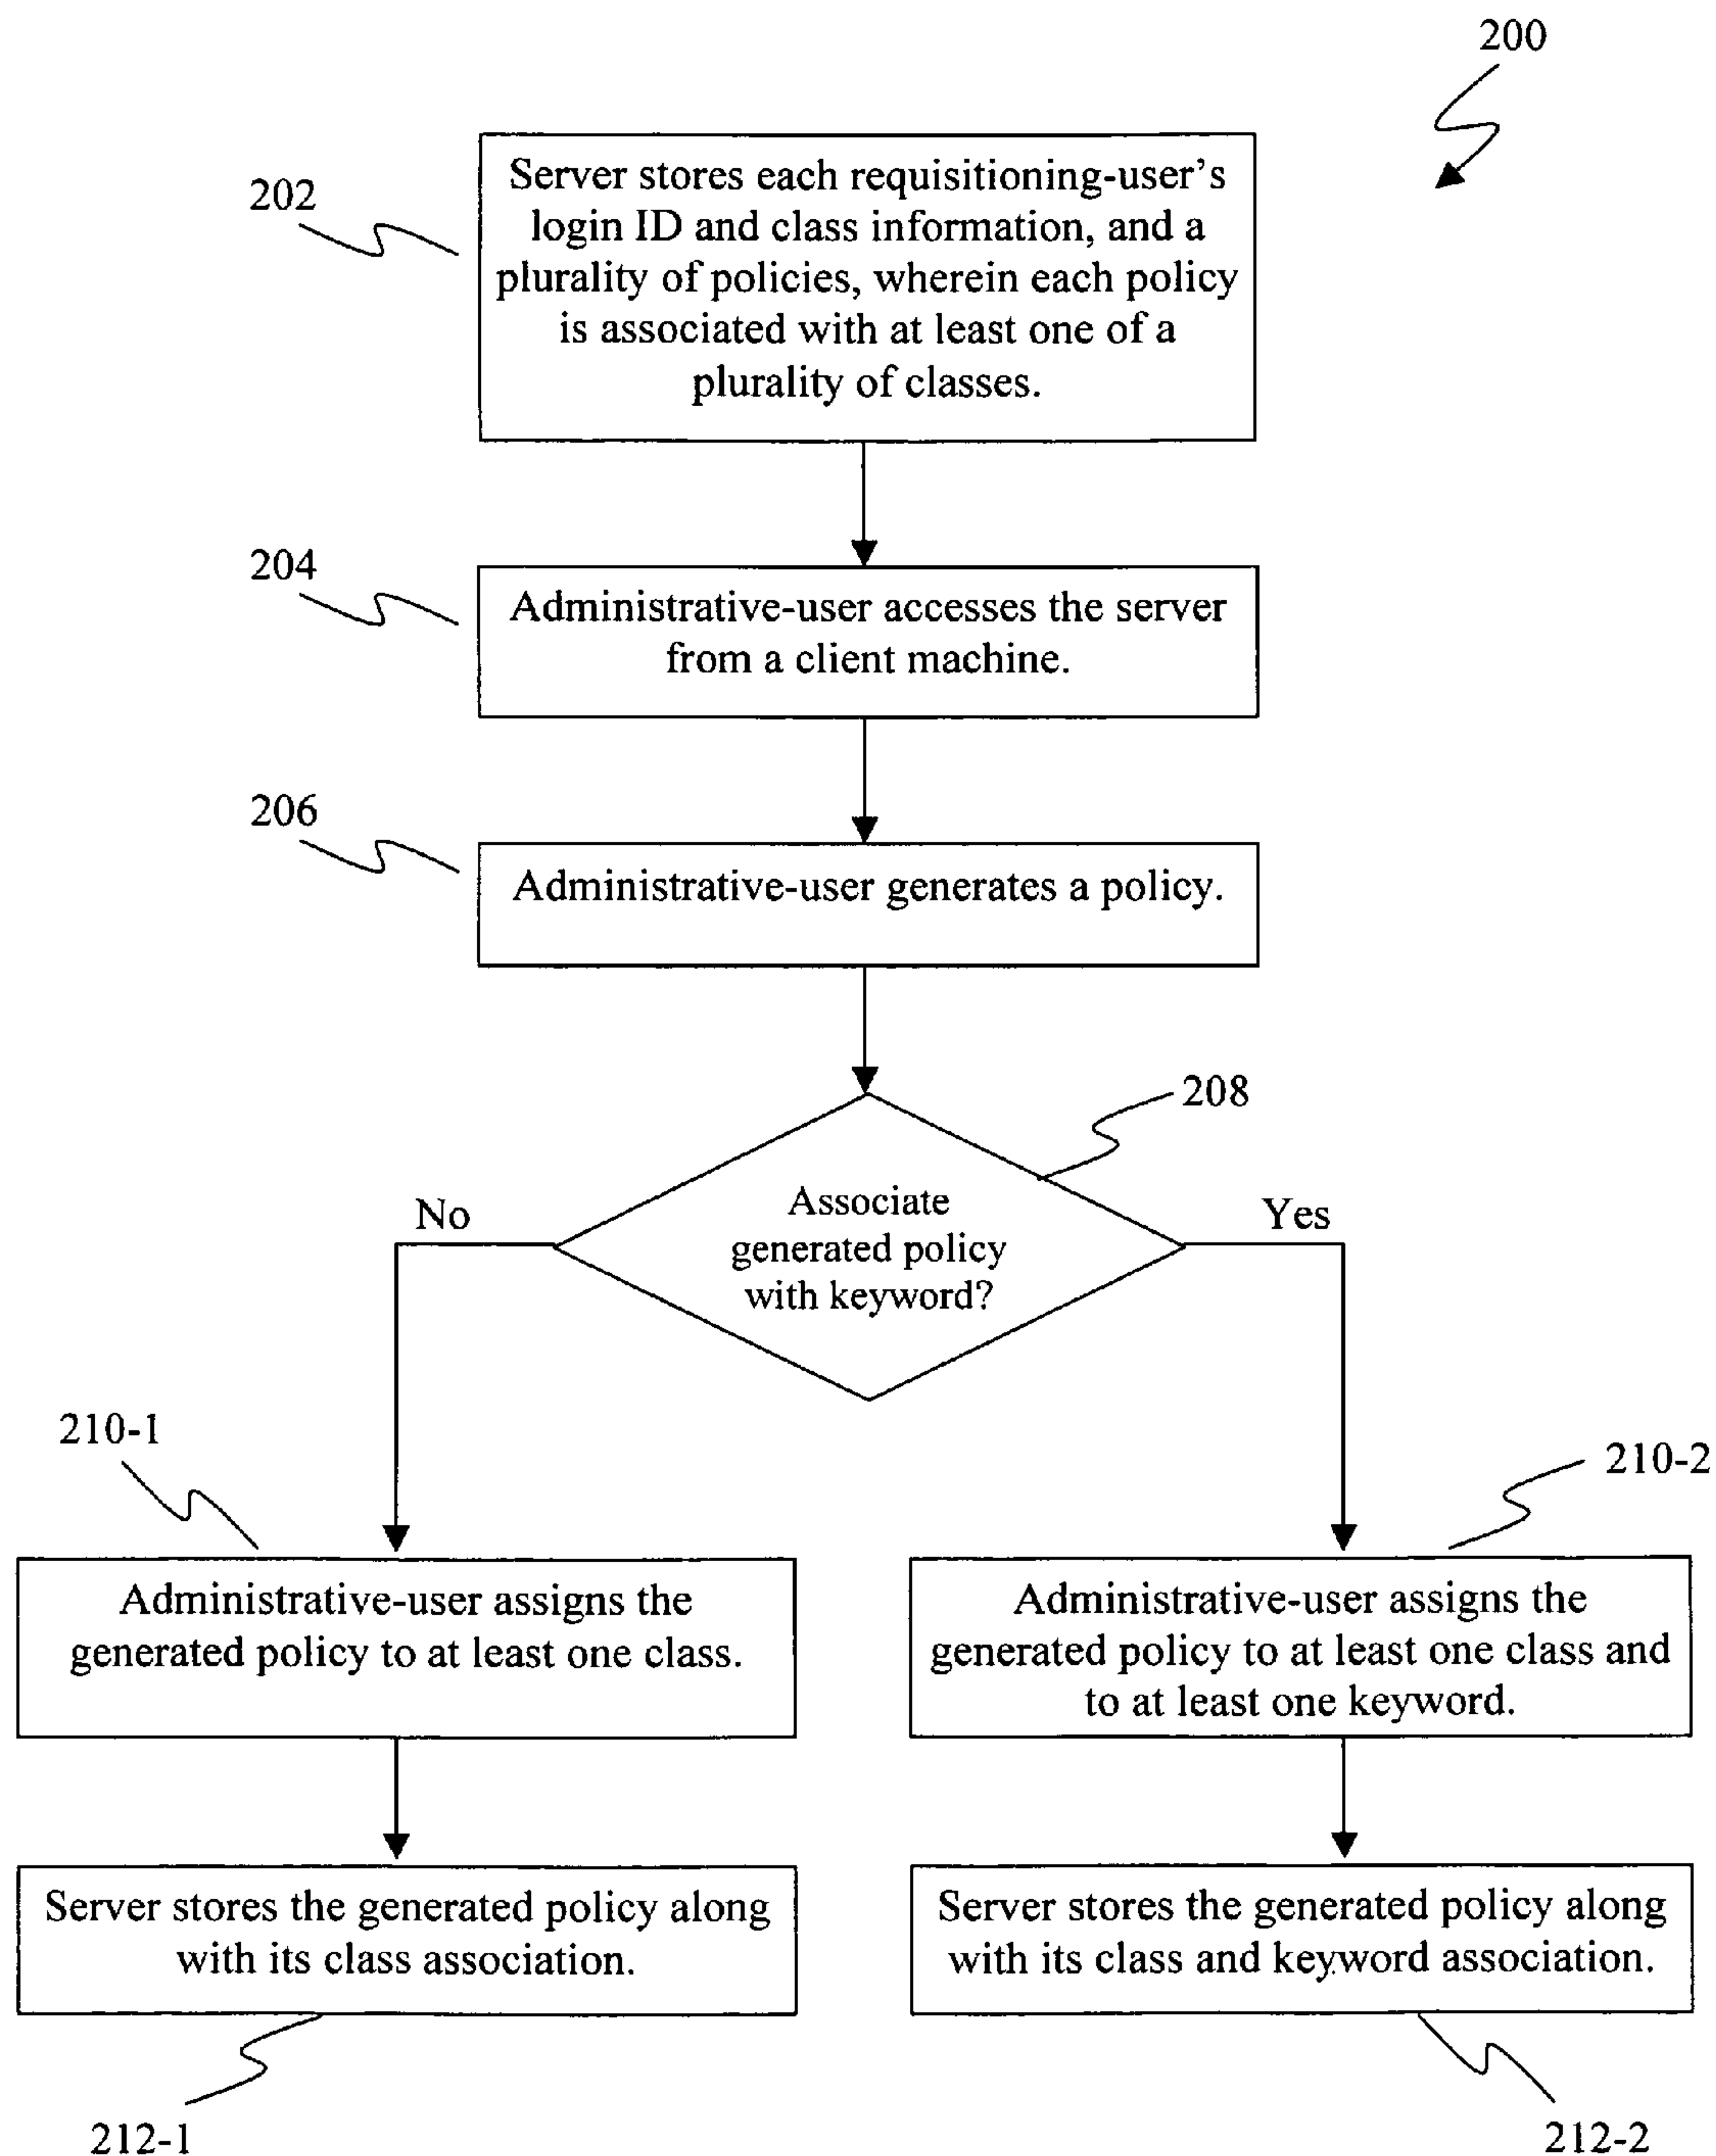 200
202
Server stores each requisitioning-user's
login ID and class information, and a
plurality of policies, wherein each policy
is associated with at least one of a
plurality of classes.
204
Administrative-user accesses the server
from a client machine.
206
Administrative-user generates a policy.
208
No
Yes
Associate
generated policy
with keyword?
210-1
210-2
Administrative-user assigns the
generated policy to at least one class.
Administrative-user assigns the
generated policy to at least one class and
to at least one keyword.
Server stores the generated policy along
with its class association.
Server stores the generated policy along
with its class and keyword association.
212-1
212-2